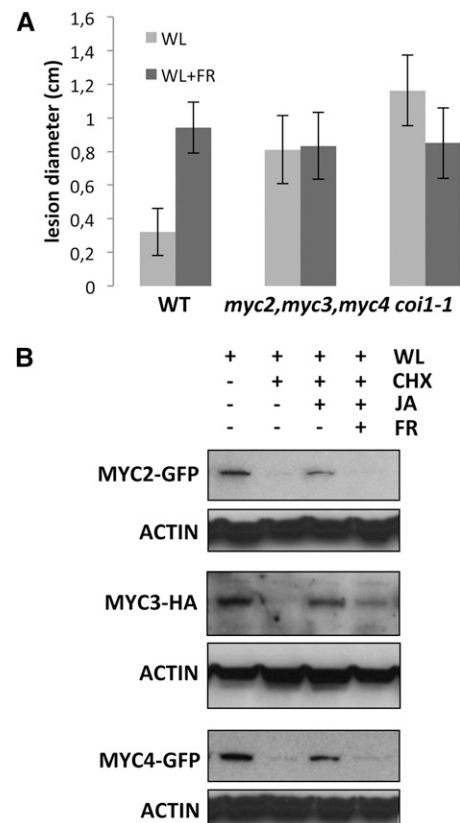 A
1,6
1,4
1,2
1
0,8
0,6
0,4
0,2
0
lesion diameter (cm)
WL
WL+FR
WT myc2,myc3,myc4 coi1-1
B
+ + + + WL
- + + + CHX
- - + + JA
- - - + FR
MYC2-GFP
ACTIN
MYC3-HA
ACTIN
MYC4-GFP
ACTIN